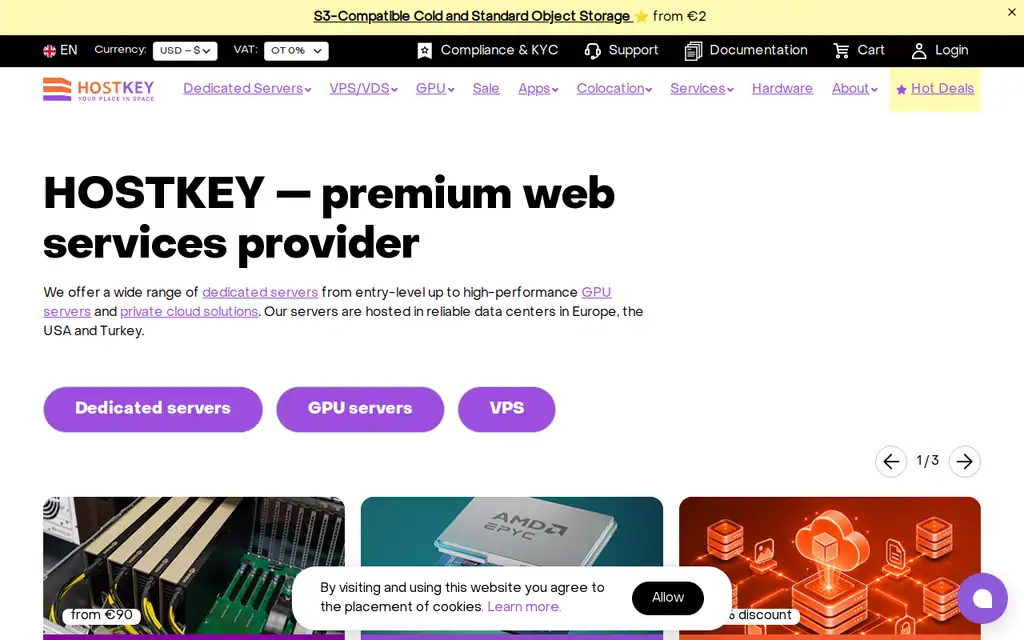 S3-Compatible Cold and Standard Object Storage ⭐ from €2
EN Currency: USD – $ VAT: OT 0% Compliance & KYC Support Documentation Cart Login
HOSTKEY
YOUR PLACE IN SPACE
Dedicated Servers VPS/VDS GPU Sale Apps Colocation Services Hardware About Hot Deals
HOSTKEY — premium web
services provider
We offer a wide range of dedicated servers from entry-level up to high-performance GPU
servers and private cloud solutions. Our servers are hosted in reliable data centers in Europe, the
USA and Turkey.
Dedicated servers GPU servers VPS
1 / 3
AMD
EPYC
By visiting and using this website you agree to
the placement of cookies. Learn more.
Allow
from €90
% discount